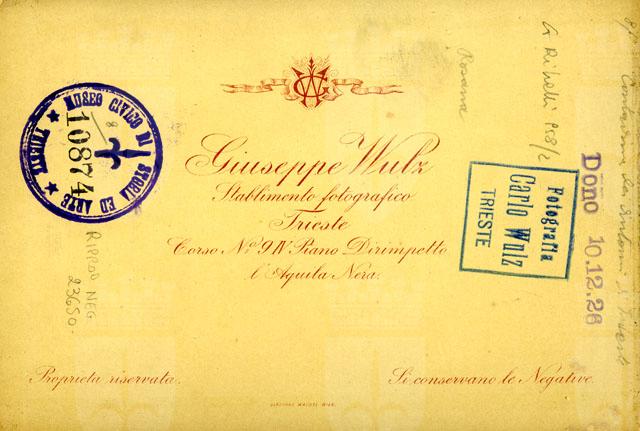 GW
Giuseppe Wulz
Stabilimento fotografico
Trieste
Corso Nº 9 IV Piano Dirimpetto
l'Aquila Nera.
Proprietà riservata.
Si conservano le Negative.
MUSEO CIVICO DI STORIA ED ARTE
TRIESTE
10874
RIPROD NEG
23650
Rosana
Fotografia
Carlo Wulz
TRIESTE
Dono 10.12.26